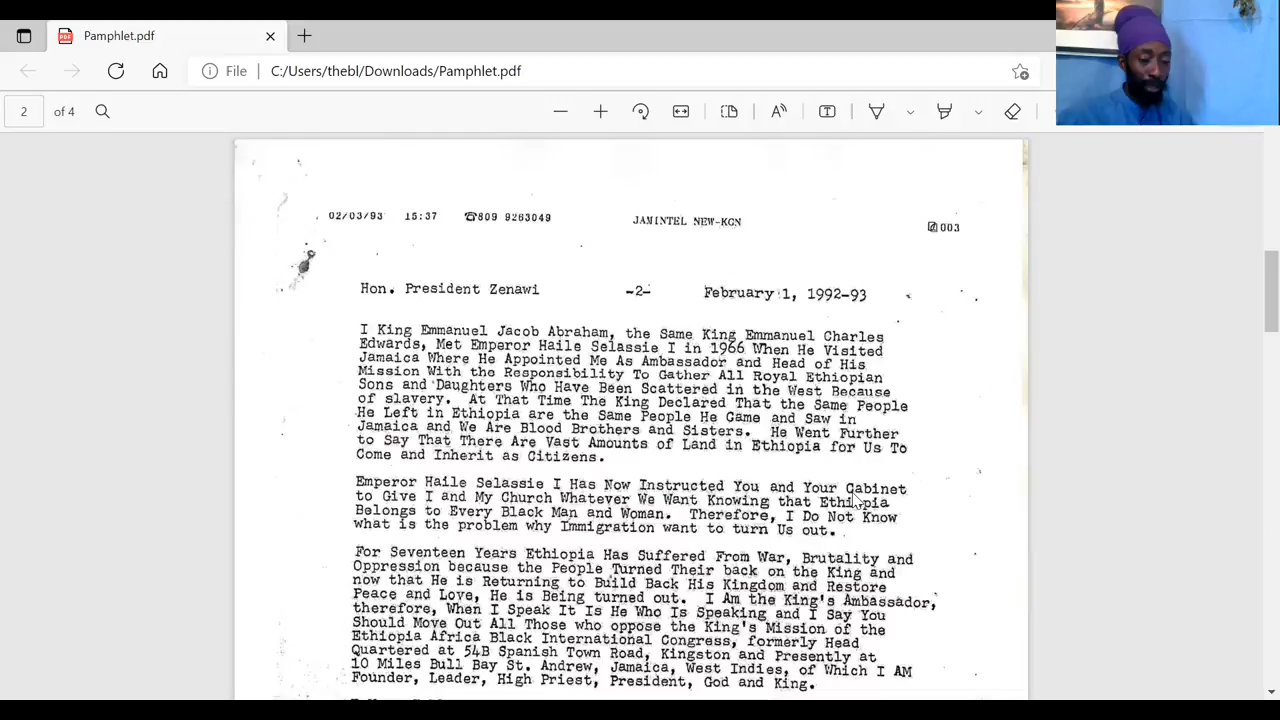 Pamphlet.pdf
File C:/Users/thebl/Downloads/Pamphlet.pdf
2 of 4
02/03/93 15:37 ☎809 9263049 JAMINTEL NEW-KGN 003
Hon. President Zenawi -2- February 1, 1992-93
I King Emmanuel Jacob Abraham, the Same King Emmanuel Charles
Edwards, Met Emperor Haile Selassie I in 1966 When He Visited
Jamaica Where He Appointed Me As Ambassador and Head of His
Mission With the Responsibility To Gather All Royal Ethiopian
Sons and Daughters Who Have Been Scattered in the West Because
of slavery. At That Time The King Declared That the Same People
He Left in Ethiopia are the Same People He Came and Saw in
Jamaica and We Are Blood Brothers and Sisters. He Went Further
to Say That There Are Vast Amounts of Land in Ethiopia for Us To
Come and Inherit as Citizens.
Emperor Haile Selassie I Has Now Instructed You and Your Cabinet
to Give I and My Church Whatever We Want Knowing that Ethiopia
Belongs to Every Black Man and Woman. Therefore, I Do Not Know
what is the problem why Immigration want to turn Us out.
For Seventeen Years Ethiopia Has Suffered From War, Brutality and
Oppression because the People Turned Their back on the King and
now that He is Returning to Build Back His Kingdom and Restore
Peace and Love, He is Being turned out. I Am the King's Ambassador,
therefore, When I Speak It Is He Who Is Speaking and I Say You
Should Move Out All Those who oppose the King's Mission of the
Ethiopia Africa Black International Congress, formerly Head
Quartered at 54B Spanish Town Road, Kingston and Presently at
10 Miles Bull Bay St. Andrew, Jamaica, West Indies, of Which I AM
Founder, Leader, High Priest, President, God and King.